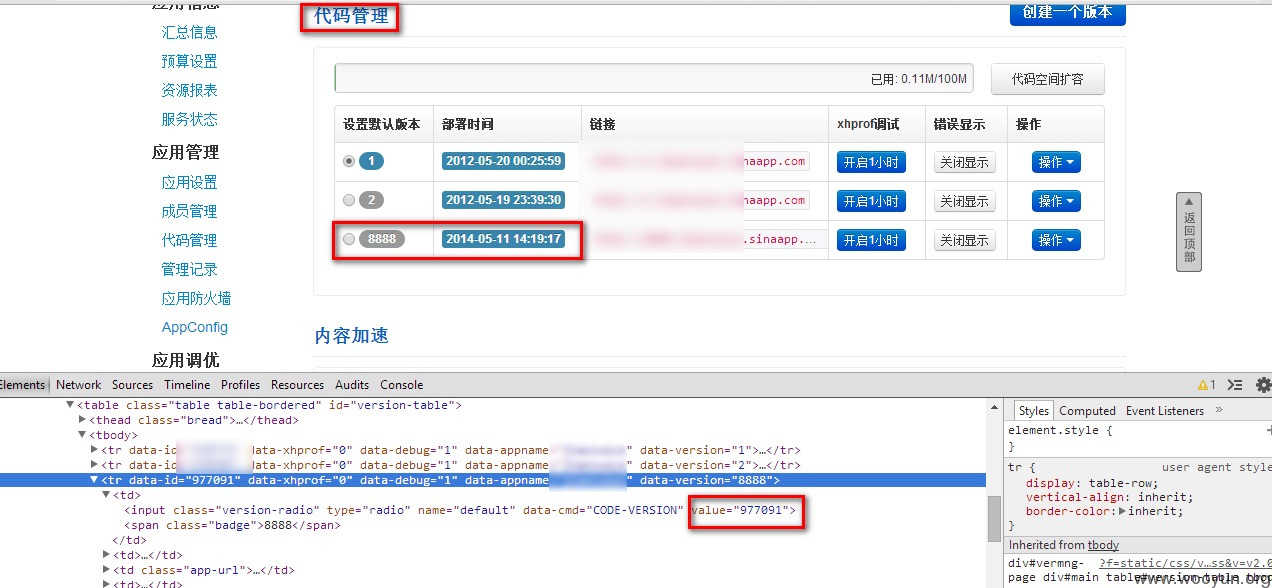 应用信息
汇总信息
预算设置
资源报表
服务状态
应用管理
应用设置
成员管理
代码管理
管理记录
应用防火墙
AppConfig
应用调优
代码管理
创建一个版本
已用: 0.11M/100M
代码空间扩容
设置默认版本 部署时间 链接 xhprof调试 错误显示 操作
1 2012-05-20 00:25:59 naapp.com 开启1小时 关闭显示 操作
2 2012-05-19 23:39:30 naapp.com 开启1小时 关闭显示 操作
8888 2014-05-11 14:19:17 .sinaapp.... 开启1小时 关闭显示 操作
内容加速
返回顶部
Elements Network Sources Timeline Profiles Resources Audits Console
1
<table class="table table-bordered" id="version-table">
<thead class="bread">…</thead>
<tbody>
<tr data-id data-xhprof="0" data-debug="1" data-appname " data-version="1">…</tr>
<tr data-id data-xhprof="0" data-debug="1" data-appname " data-version="2">…</tr>
<tr data-id="977091" data-xhprof="0" data-debug="1" data-appname " data-version="8888">
<td>
<input class="version-radio" type="radio" name="default" data-cmd="CODE-VERSION" value="977091">
<span class="badge">8888</span>
</td>
<td>…</td>
<td class="app-url">…</td>
<td>…</td>
Styles Computed Event Listeners »
element.style {
}
tr { user agent style
display: table-row;
vertical-align: inherit;
border-color: inherit;
}
Inherited from tbody
div#vermng- ?f=static/css/v…ss&v=v2.0
page div#main table#version-table tbo
www.wooyun.org